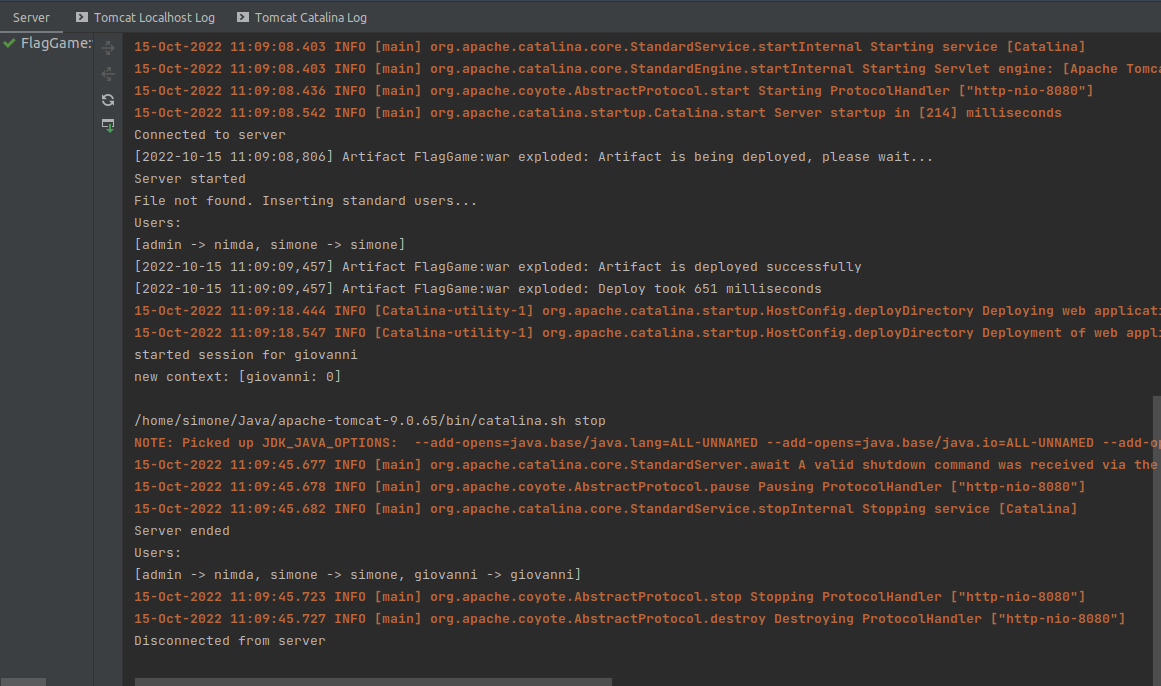 Server Tomcat Localhost Log Tomcat Catalina Log
FlagGame:
15-Oct-2022 11:09:08.403 INFO [main] org.apache.catalina.core.StandardService.startInternal Starting service [Catalina]
15-Oct-2022 11:09:08.403 INFO [main] org.apache.catalina.core.StandardEngine.startInternal Starting Servlet engine: [Apache Tomca
15-Oct-2022 11:09:08.436 INFO [main] org.apache.coyote.AbstractProtocol.start Starting ProtocolHandler ["http-nio-8080"]
15-Oct-2022 11:09:08.542 INFO [main] org.apache.catalina.startup.Catalina.start Server startup in [214] milliseconds
Connected to server
[2022-10-15 11:09:08,806] Artifact FlagGame:war exploded: Artifact is being deployed, please wait...
Server started
File not found. Inserting standard users...
Users:
[admin -> nimda, simone -> simone]
[2022-10-15 11:09:09,457] Artifact FlagGame:war exploded: Artifact is deployed successfully
[2022-10-15 11:09:09,457] Artifact FlagGame:war exploded: Deploy took 651 milliseconds
15-Oct-2022 11:09:18.444 INFO [Catalina-utility-1] org.apache.catalina.startup.HostConfig.deployDirectory Deploying web applicati
15-Oct-2022 11:09:18.547 INFO [Catalina-utility-1] org.apache.catalina.startup.HostConfig.deployDirectory Deployment of web appli
started session for giovanni
new context: [giovanni: 0]
/home/simone/Java/apache-tomcat-9.0.65/bin/catalina.sh stop
NOTE: Picked up JDK_JAVA_OPTIONS:  --add-opens=java.base/java.lang=ALL-UNNAMED --add-opens=java.base/java.io=ALL-UNNAMED --add-op
15-Oct-2022 11:09:45.677 INFO [main] org.apache.catalina.core.StandardServer.await A valid shutdown command was received via the
15-Oct-2022 11:09:45.678 INFO [main] org.apache.coyote.AbstractProtocol.pause Pausing ProtocolHandler ["http-nio-8080"]
15-Oct-2022 11:09:45.682 INFO [main] org.apache.catalina.core.StandardService.stopInternal Stopping service [Catalina]
Server ended
Users:
[admin -> nimda, simone -> simone, giovanni -> giovanni]
15-Oct-2022 11:09:45.723 INFO [main] org.apache.coyote.AbstractProtocol.stop Stopping ProtocolHandler ["http-nio-8080"]
15-Oct-2022 11:09:45.727 INFO [main] org.apache.coyote.AbstractProtocol.destroy Destroying ProtocolHandler ["http-nio-8080"]
Disconnected from server